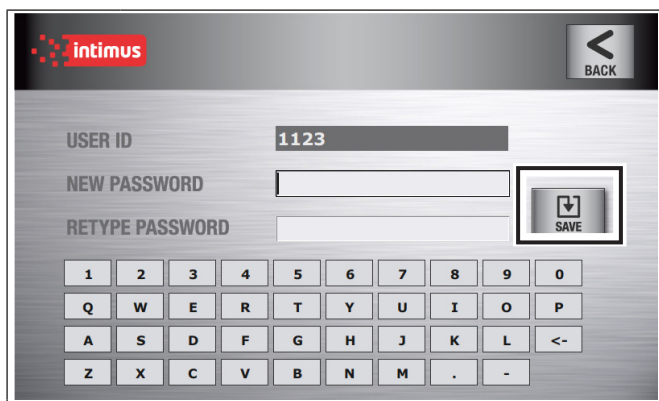 intimus
<
BACK
USER ID 1123
NEW PASSWORD
SAVE
RETYPE PASSWORD
1 2 3 4 5 6 7 8 9 0
Q W E R T Y U I O P
A S D F G H J K L <-
Z X C V B N M . -